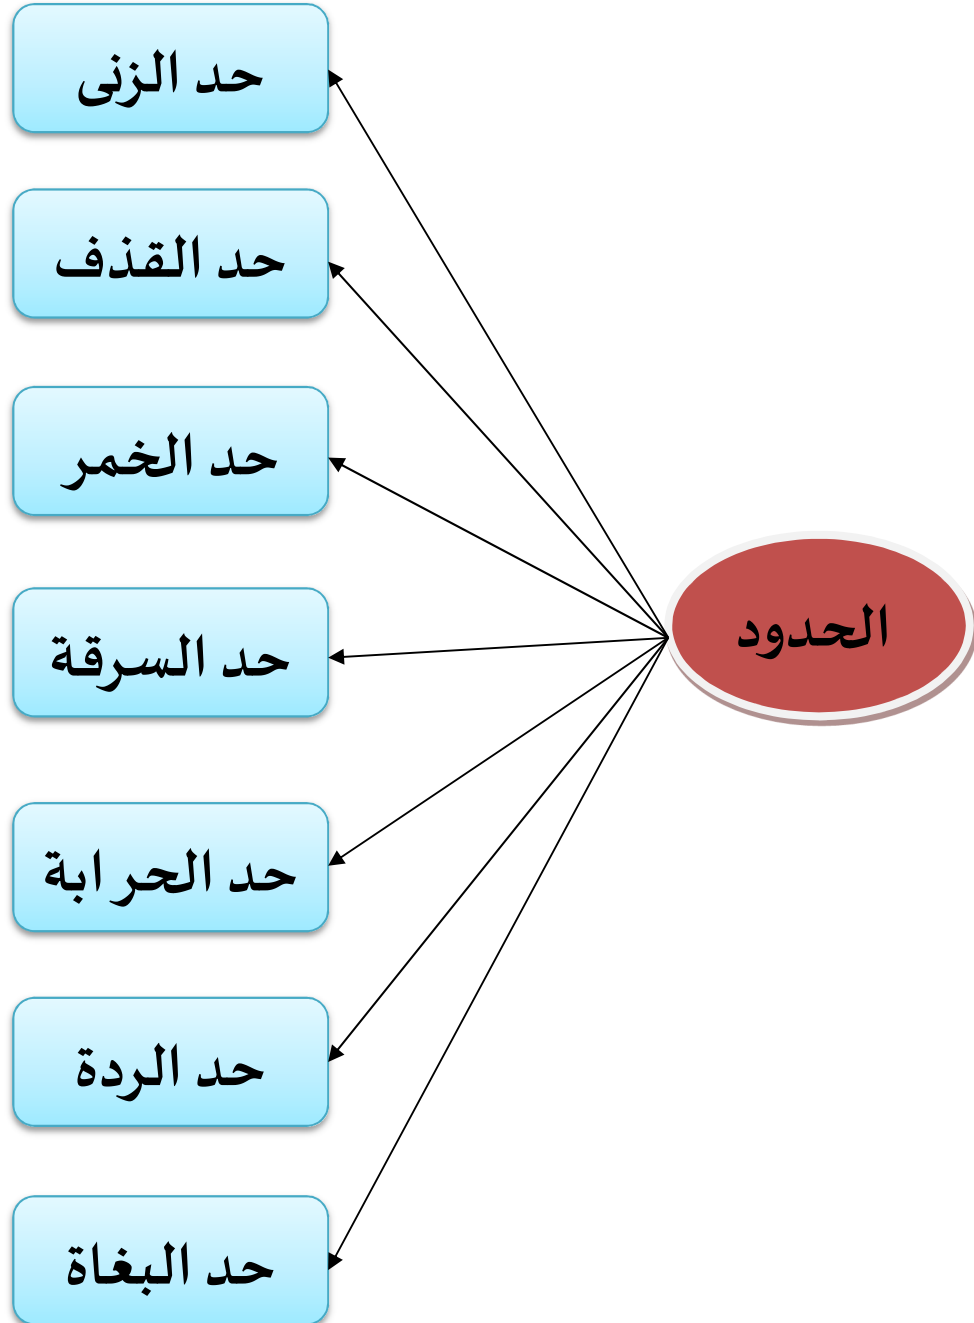 حد الزنى
حد القذف
حد الخمر
الحدود
حد السرقة
حد الحرابة
حد الردة
حد البغاة